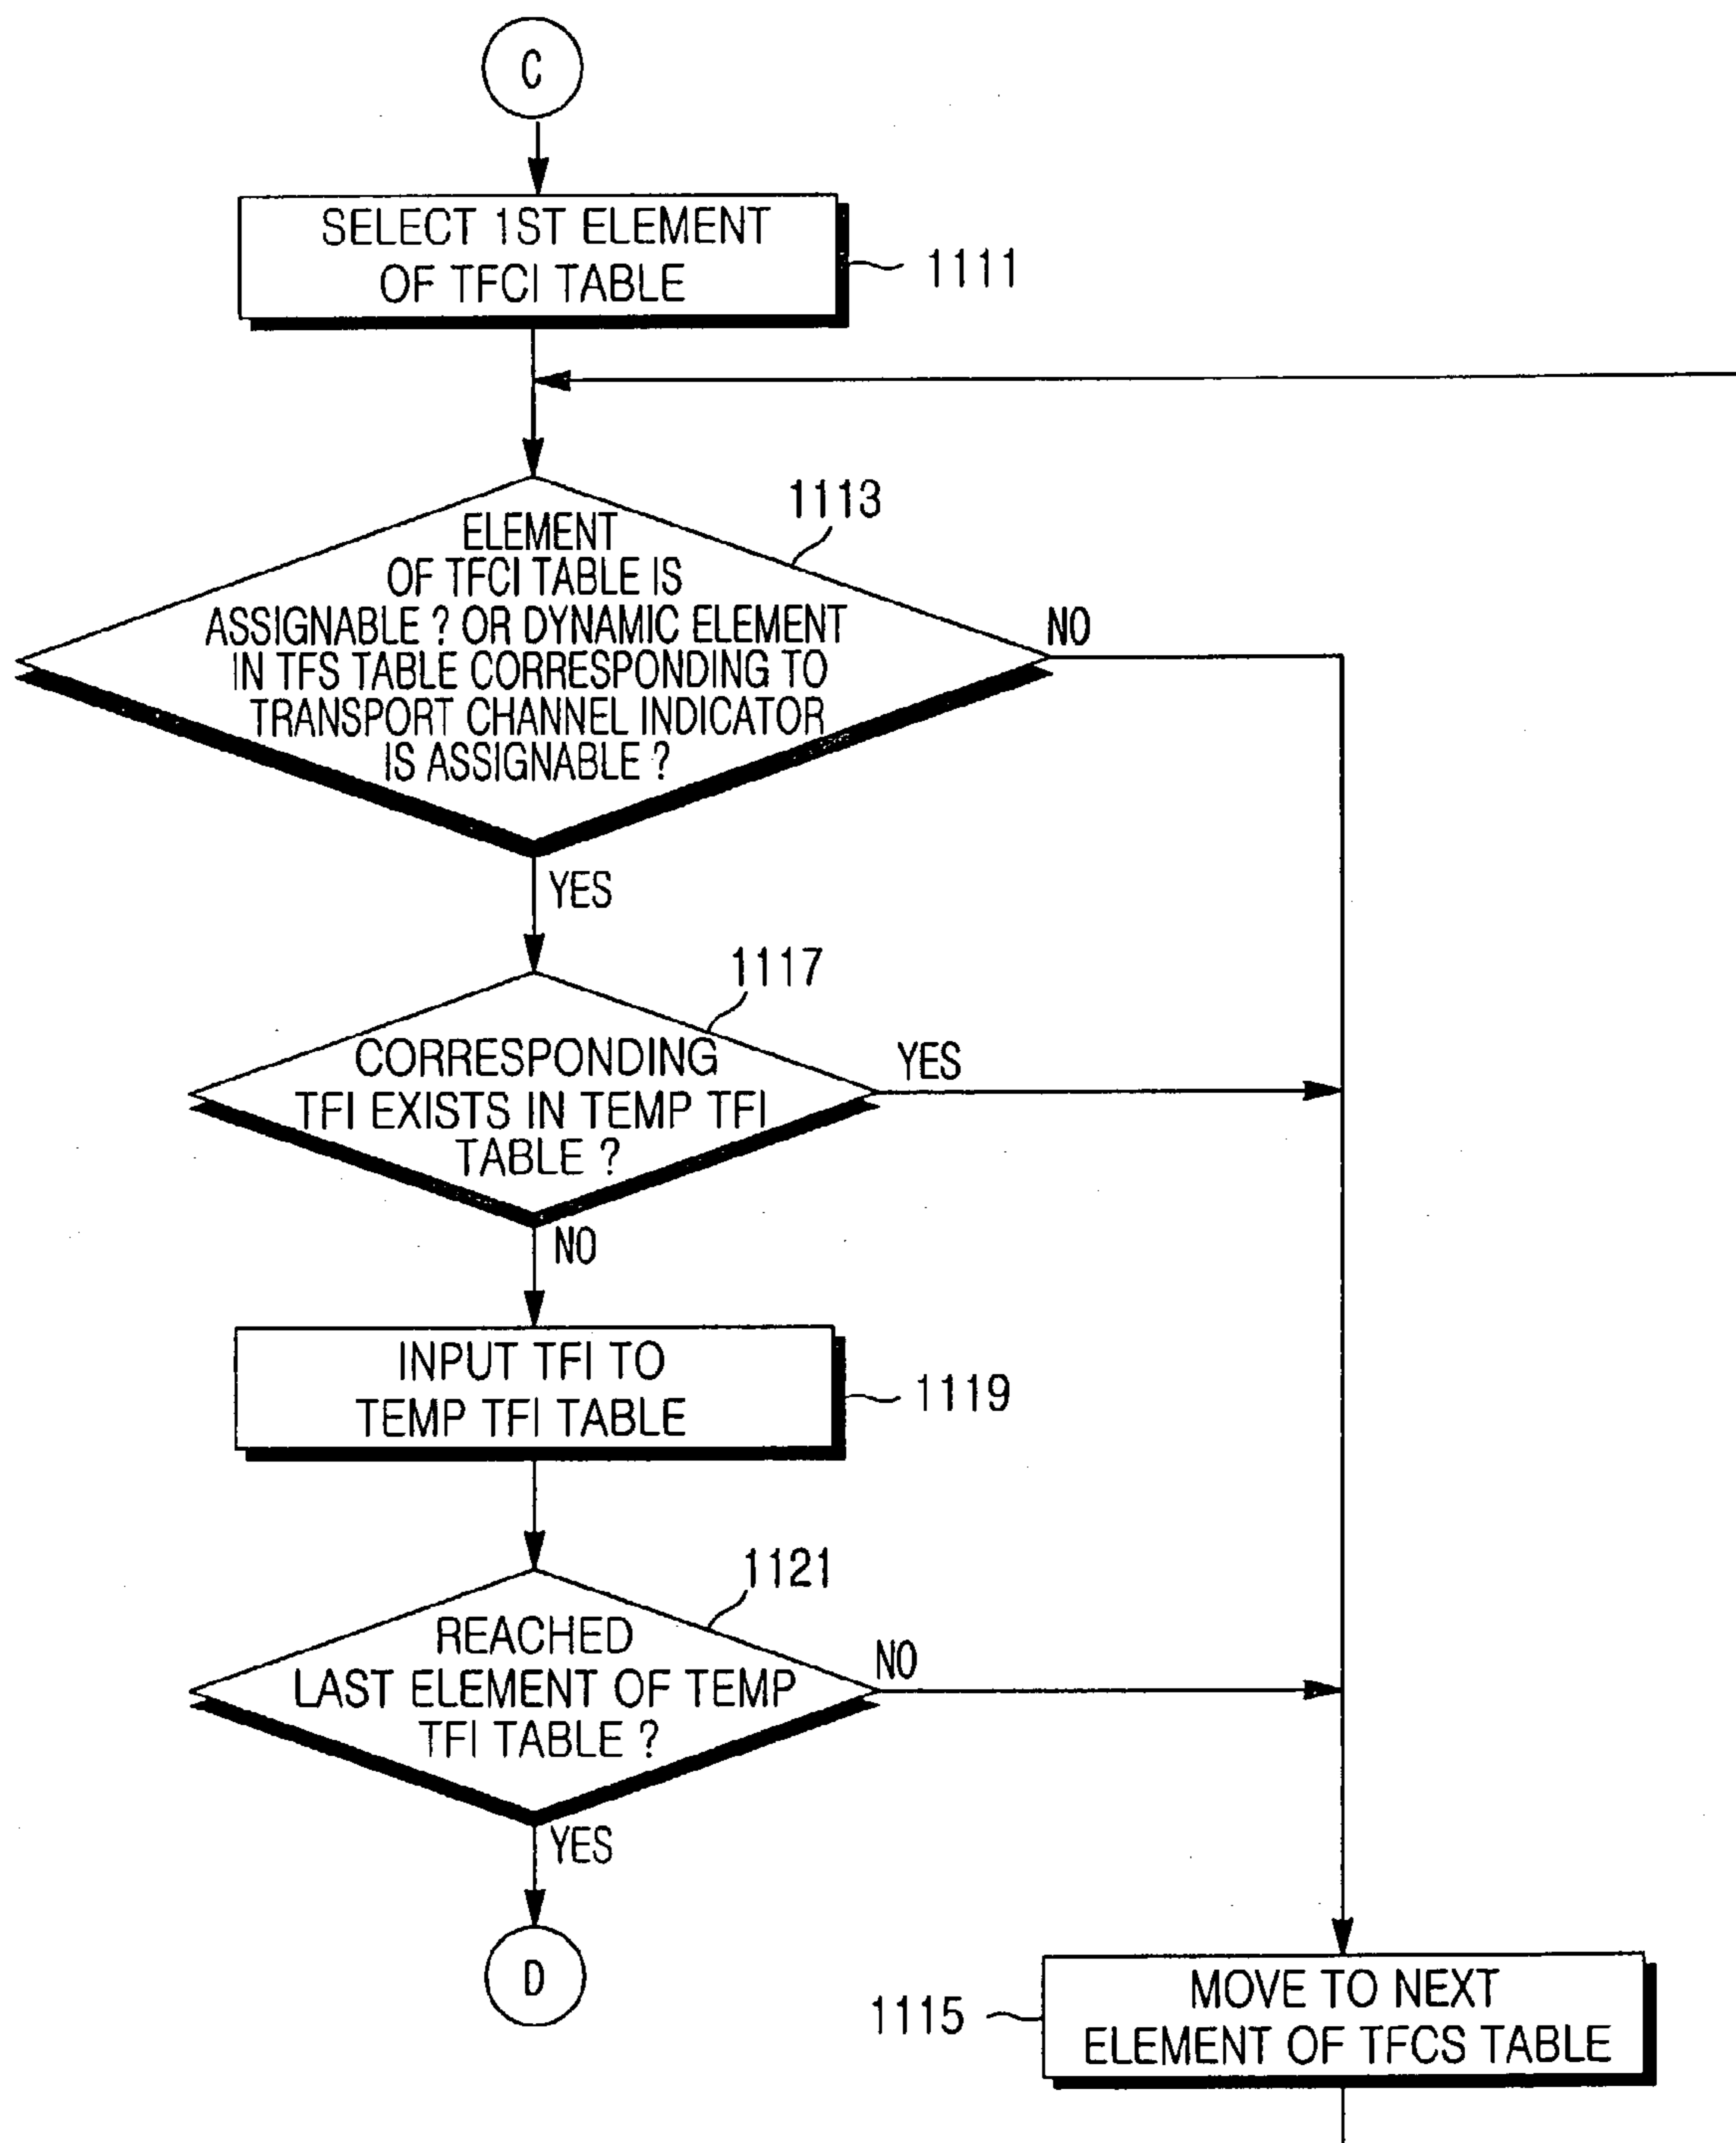 C
SELECT 1ST ELEMENT
OF TFCI TABLE
1111
1113
ELEMENT
OF TFCI TABLE IS
ASSIGNABLE ? OR DYNAMIC ELEMENT
IN TFS TABLE CORRESPONDING TO
TRANSPORT CHANNEL INDICATOR
IS ASSIGNABLE ?
NO
YES
1117
CORRESPONDING
TFI EXISTS IN TEMP TFI
TABLE ?
YES
NO
INPUT TFI TO
TEMP TFI TABLE
1119
1121
REACHED
LAST ELEMENT OF TEMP
TFI TABLE ?
NO
YES
D
1115
MOVE TO NEXT
ELEMENT OF TFCS TABLE